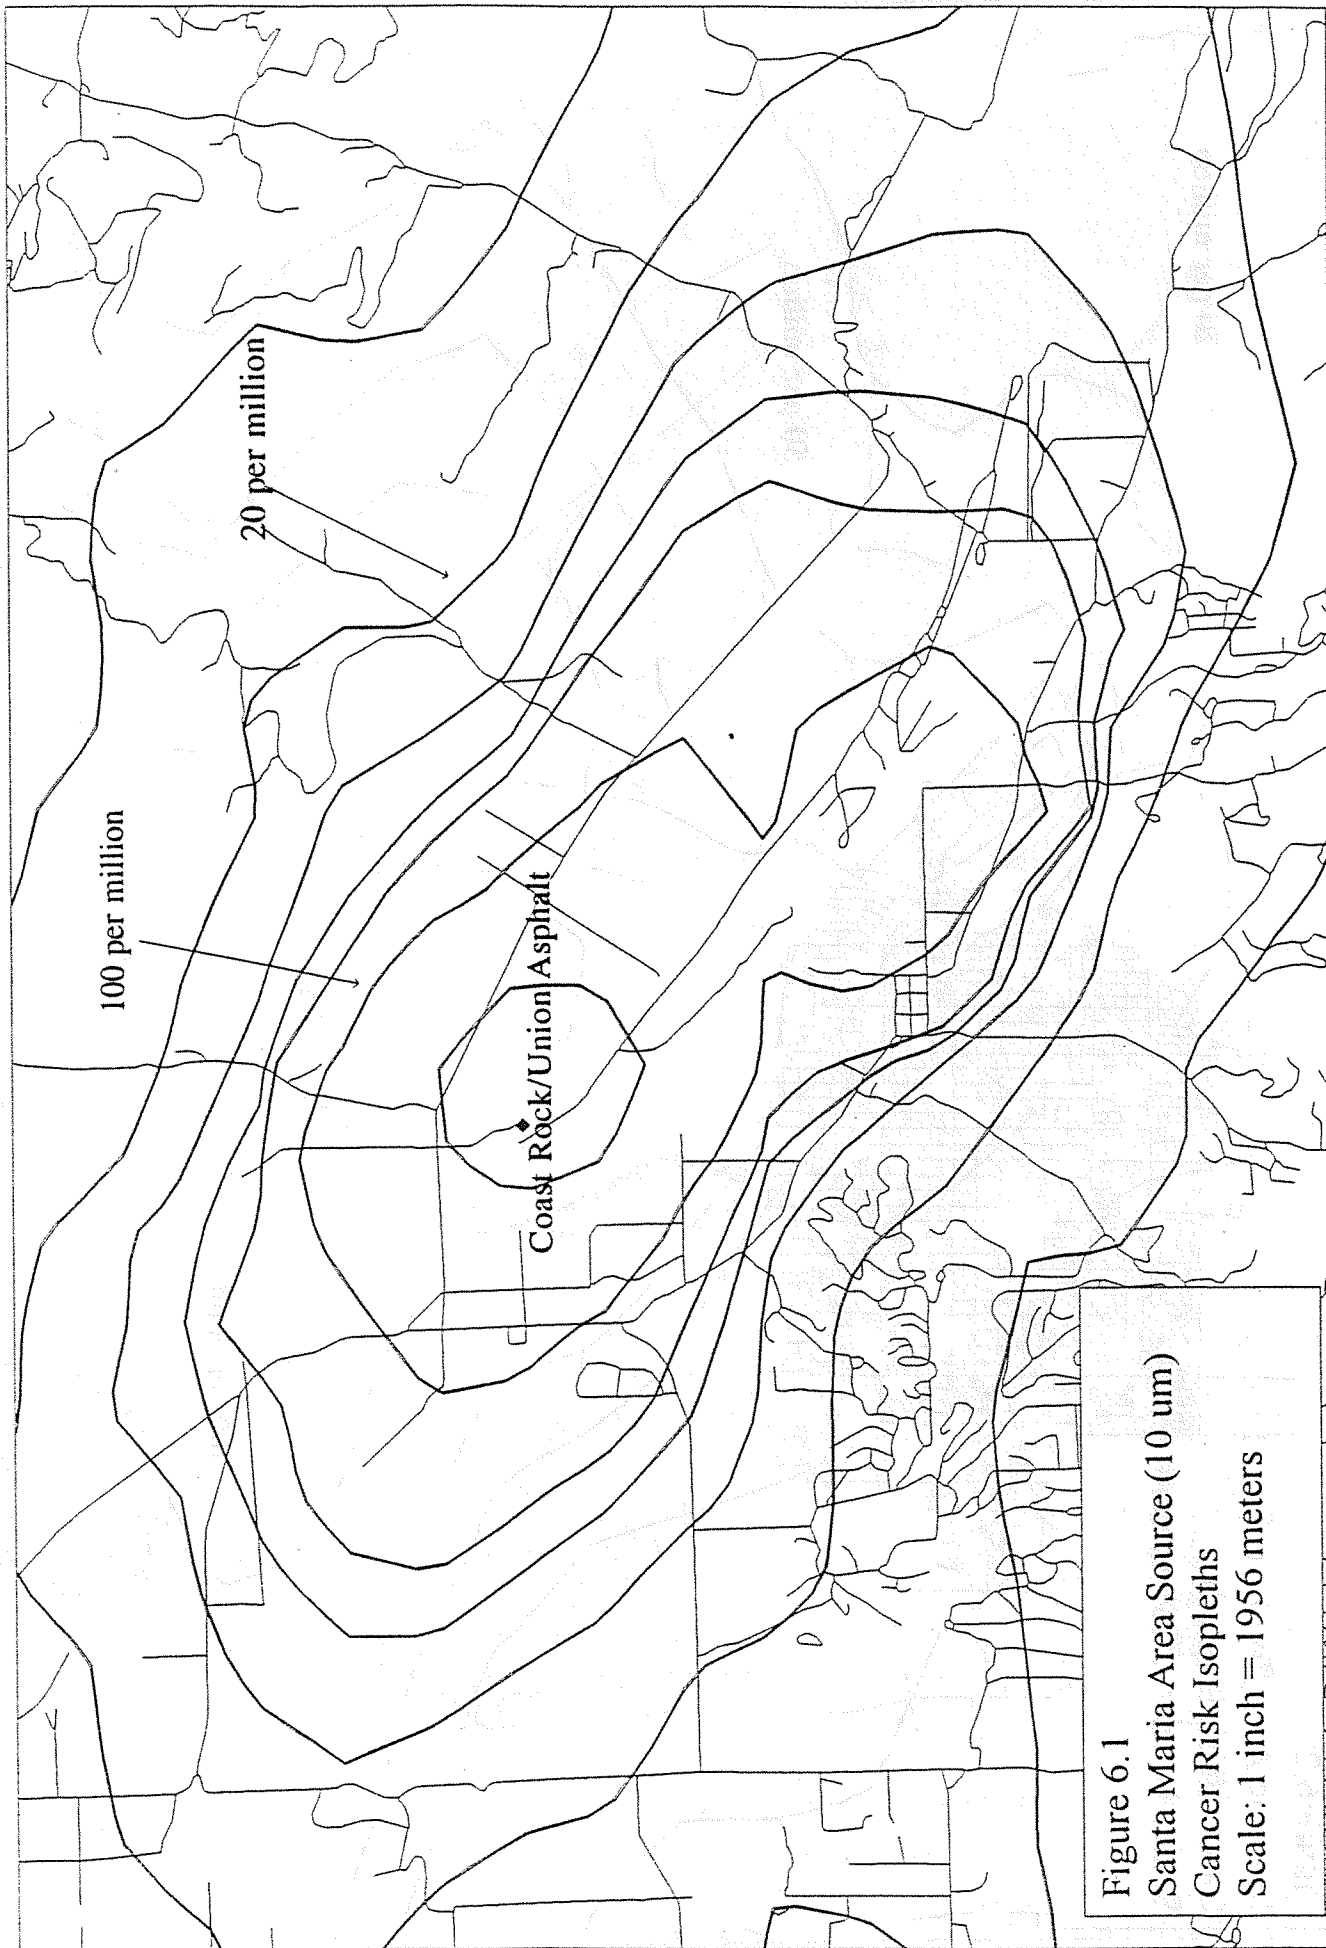 20 per million
100 per million
Coast Rock/Union Asphalt
Figure 6.1
Santa Maria Area Source (10 um)
Cancer Risk Isopleths
Scale: 1 inch = 1956 meters